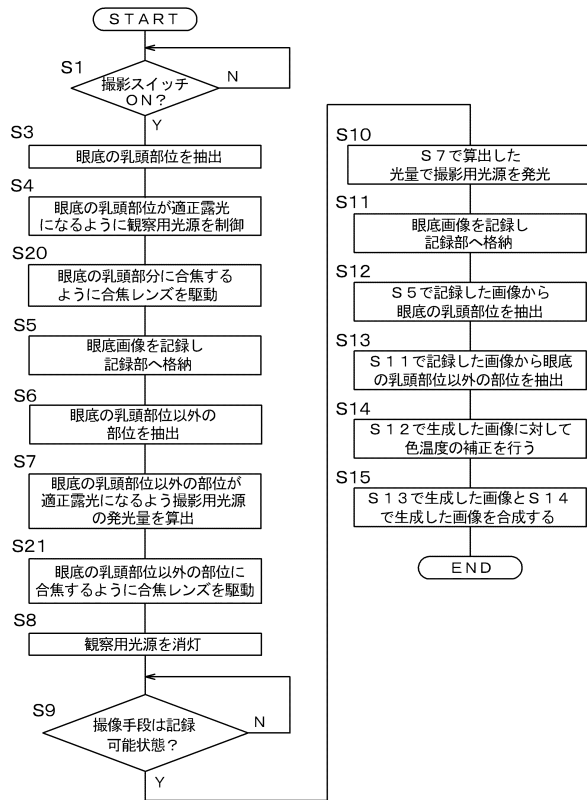 START
S1
撮影スイッチ
ON?
N
Y
S3
眼底の乳頭部位を抽出
S4
眼底の乳頭部位が適正露光
になるように観察用光源を制御
S20
眼底の乳頭部分に合焦する
ように合焦レンズを駆動
S5
眼底画像を記録し
記録部へ格納
S6
眼底の乳頭部位以外の
部位を抽出
S7
眼底の乳頭部位以外の部位が
適正露光になるよう撮影用光源
の発光量を算出
S21
眼底の乳頭部位以外の部位に
合焦するように合焦レンズを駆動
S8
観察用光源を消灯
S9
撮像手段は記録
可能状態?
N
Y
S10
S7で算出した
光量で撮影用光源を発光
S11
眼底画像を記録し
記録部へ格納
S12
S5で記録した画像から
眼底の乳頭部位を抽出
S13
S11で記録した画像から眼底
の乳頭部位以外の部位を抽出
S14
S12で生成した画像に対して
色温度の補正を行う
S15
S13で生成した画像とS14
で生成した画像を合成する
END